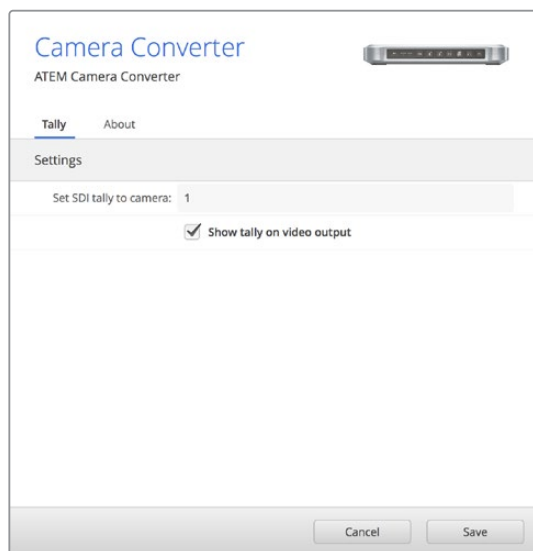 Camera Converter
ATEM Camera Converter
Tally About
Settings
Set SDI tally to camera: 1
Show tally on video output
Cancel Save